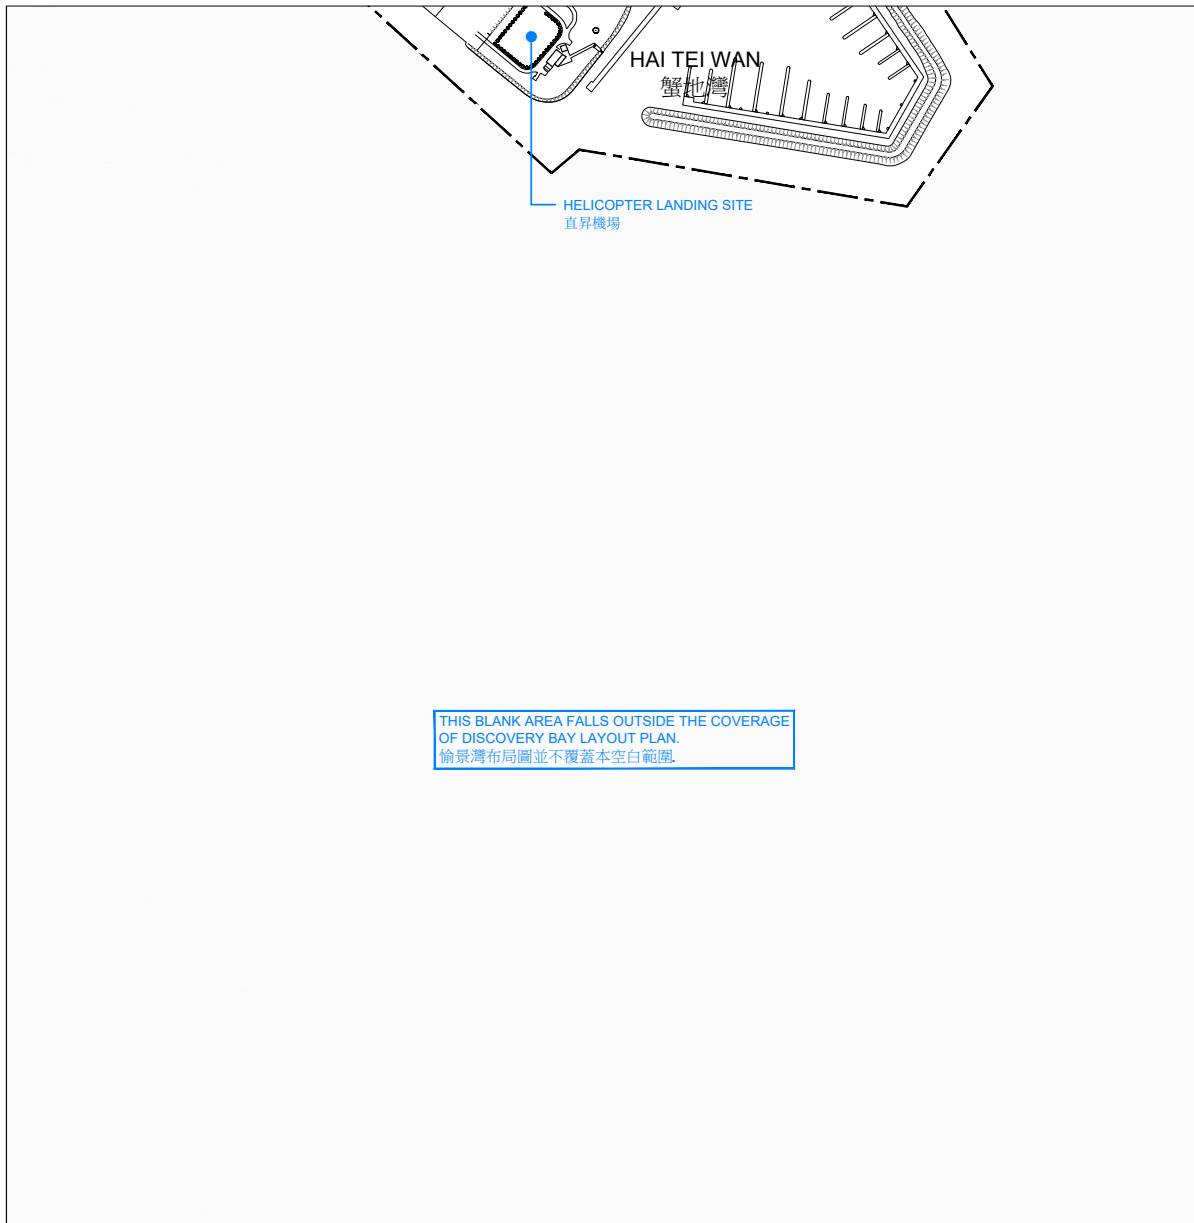 HAI TEI WAN
蟹地灣
HELICOPTER LANDING SITE
直昇機場
THIS BLANK AREA FALLS OUTSIDE THE COVERAGE
OF DISCOVERY BAY LAYOUT PLAN.
愉景灣布局圖並不覆蓋本空白範圍.